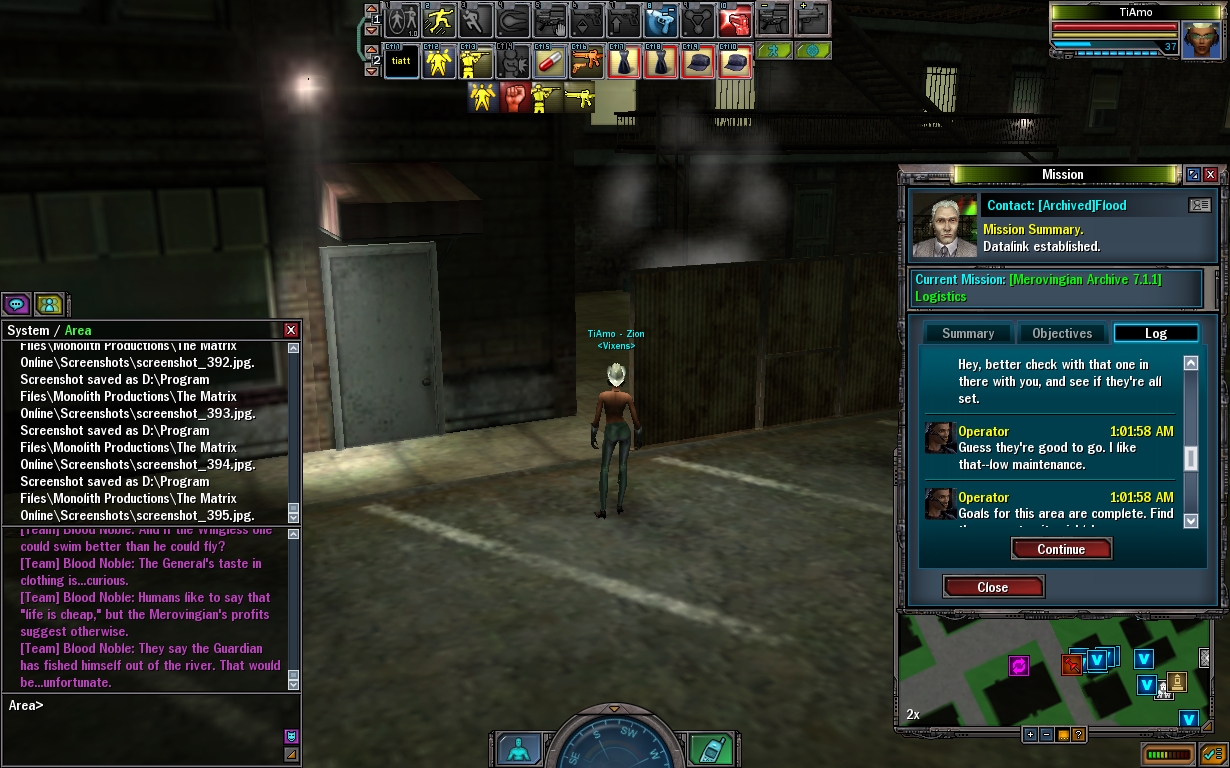 TiAmo
37
1
2
Ctrl1
tiatt
Mission
Contact: [Archived]Flood
Mission Summary.
Datalink established.
Current Mission: [Merovingian Archive 7.1.1]
Logistics
Summary
Objectives
Log
Hey, better check with that one in
there with you, and see if they're all
set.
Operator 1:01:58 AM
Guess they're good to go. I like
that--low maintenance.
Operator 1:01:58 AM
Goals for this area are complete. Find
Continue
Close
TiAmo - Zion
<Vixens>
System / Area
Files\Monolith Productions\The Matrix
Online\Screenshots\screenshot_392.jpg.
Screenshot saved as D:\Program
Files\Monolith Productions\The Matrix
Online\Screenshots\screenshot_393.jpg.
Screenshot saved as D:\Program
Files\Monolith Productions\The Matrix
Online\Screenshots\screenshot_394.jpg.
Screenshot saved as D:\Program
Files\Monolith Productions\The Matrix
Online\Screenshots\screenshot_395.jpg.
[Team] Blood Noble: And if the Wingless one
could swim better than he could fly?
[Team] Blood Noble: The General's taste in
clothing is...curious.
[Team] Blood Noble: Humans like to say that
"life is cheap," but the Merovingian's profits
suggest otherwise.
[Team] Blood Noble: They say the Guardian
has fished himself out of the river. That would
be...unfortunate.
Area>
2x
SE
S
SW
W